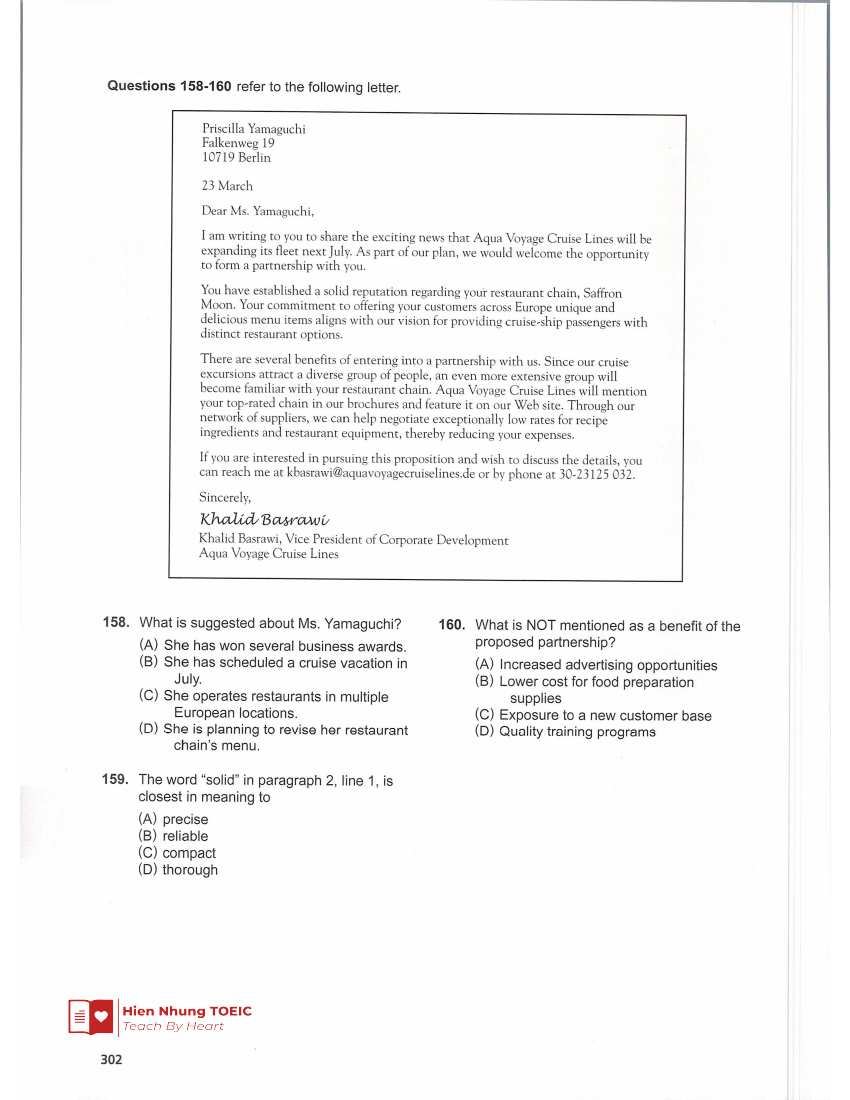 Questions 158-160 refer to the following letter.
Priscilla Yamaguchi
Falkenweg 19
10719 Berlin
23 March
Dear Ms. Yamaguchi,
I am writing to you to share the exciting news that Aqua Voyage Cruise Lines will be
expanding its fleet next July. As part of our plan, we would welcome the opportunity
to form a partnership with you.
You have established a solid reputation regarding your restaurant chain, Saffron
Moon. Your commitment to offering your customers across Europe unique and
delicious menu items aligns with our vision for providing cruise-ship passengers with
distinct restaurant options.
There are several benefits of entering into a partnership with us. Since our cruise
excursions attract a diverse group of people, an even more extensive group will
become familiar with your restaurant chain. Aqua Voyage Cruise Lines will mention
your top-rated chain in our brochures and feature it on our Web site. Through our
network of suppliers, we can help negotiate exceptionally low rates for recipe
ingredients and restaurant equipment, thereby reducing your expenses.
If you are interested in pursuing this proposition and wish to discuss the details, you
can reach me at kbasrawi@aquavoyagecruiselines.de or by phone at 30-23125 032.
Sincerely,
Khalid Basrawi
Khalid Basrawi, Vice President of Corporate Development
Aqua Voyage Cruise Lines
158. What is suggested about Ms. Yamaguchi?
(A) She has won several business awards.
(B) She has scheduled a cruise vacation in
July.
(C) She operates restaurants in multiple
European locations.
(D) She is planning to revise her restaurant
chain's menu.
159. The word "solid" in paragraph 2, line 1, is
closest in meaning to
(A) precise
(B) reliable
(C) compact
(D) thorough
160. What is NOT mentioned as a benefit of the
proposed partnership?
(A) Increased advertising opportunities
(B) Lower cost for food preparation
supplies
(C) Exposure to a new customer base
(D) Quality training programs
Hien Nhung TOEIC
Teach By Heart
302